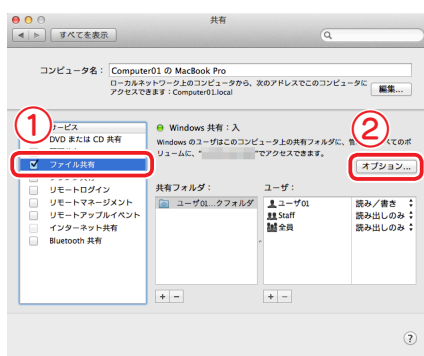 共有
すべてを表示
コンピュータ名： Computer01 の MacBook Pro
ローカルネットワーク上のコンピュータから、次のアドレスでこのコンピュータに
アクセスできます：Computer01.local
編集...
1
2
サービス
DVD または CD 共有
ファイル共有
リモートログイン
リモートマネージメント
リモートアップルイベント
インターネット共有
Bluetooth 共有
Windows 共有：入
Windows のユーザはこのコンピュータ上の共有フォルダに、
てのボ
リュームに、"
"でアクセスできます。
オプション...
共有フォルダ：
ユーザ01...クフォルダ
ユーザ：
ユーザ01 読み／書き
Staff 読み出しのみ
全員 読み出しのみ
+ −
+ −
?